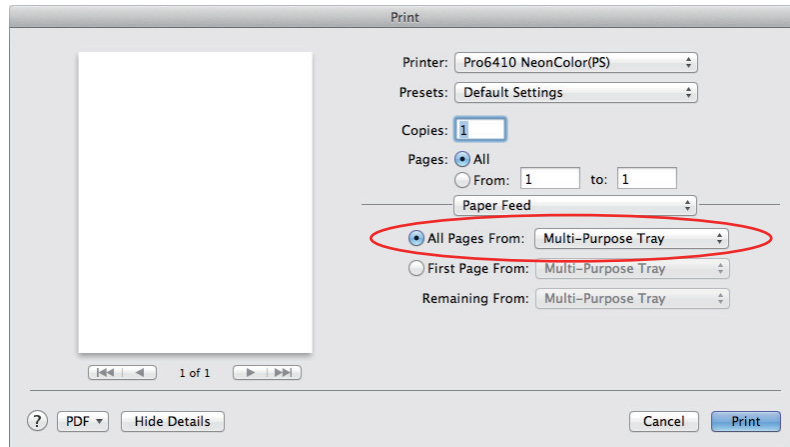 Print
Printer: Pro6410 NeonColor(PS)
Presets: Default Settings
Copies: 1
Pages: All
From: 1 to: 1
Paper Feed
All Pages From: Multi-Purpose Tray
First Page From: Multi-Purpose Tray
Remaining From: Multi-Purpose Tray
1 of 1
? PDF Hide Details Cancel Print